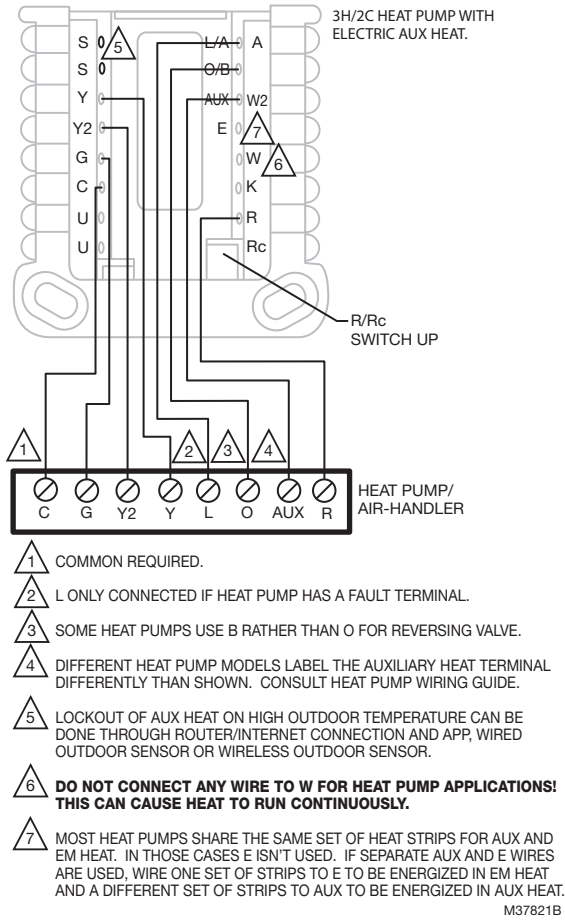 3H/2C HEAT PUMP WITH
ELECTRIC AUX HEAT.
S
5
L/A
A
S
O/B
Y
AUX
W2
Y2
E
7
G
W
6
C
K
U
R
U
Rc
R/Rc
SWITCH UP
1
2
3
4
C
G
Y2
Y
L
O
AUX
R
HEAT PUMP/
AIR-HANDLER
1 COMMON REQUIRED.
2 L ONLY CONNECTED IF HEAT PUMP HAS A FAULT TERMINAL.
3 SOME HEAT PUMPS USE B RATHER THAN O FOR REVERSING VALVE.
4 DIFFERENT HEAT PUMP MODELS LABEL THE AUXILIARY HEAT TERMINAL
DIFFERENTLY THAN SHOWN. CONSULT HEAT PUMP WIRING GUIDE.
5 LOCKOUT OF AUX HEAT ON HIGH OUTDOOR TEMPERATURE CAN BE
DONE THROUGH ROUTER/INTERNET CONNECTION AND APP, WIRED
OUTDOOR SENSOR OR WIRELESS OUTDOOR SENSOR.
6 DO NOT CONNECT ANY WIRE TO W FOR HEAT PUMP APPLICATIONS!
THIS CAN CAUSE HEAT TO RUN CONTINUOUSLY.
7 MOST HEAT PUMPS SHARE THE SAME SET OF HEAT STRIPS FOR AUX AND
EM HEAT. IN THOSE CASES E ISN'T USED. IF SEPARATE AUX AND E WIRES
ARE USED, WIRE ONE SET OF STRIPS TO E TO BE ENERGIZED IN EM HEAT
AND A DIFFERENT SET OF STRIPS TO AUX TO BE ENERGIZED IN AUX HEAT.
M37821B